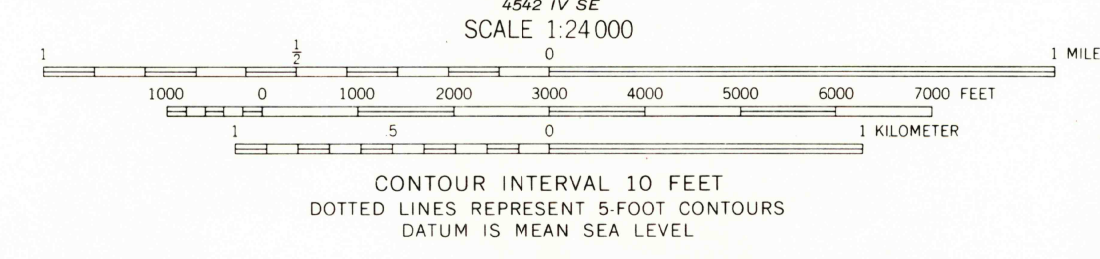 4542 IV SE
SCALE 1:24 000
1 ½ 0 1 MILE
1000 0 1000 2000 3000 4000 5000 6000 7000 FEET
1 .5 0 1 KILOMETER
CONTOUR INTERVAL 10 FEET
DOTTED LINES REPRESENT 5-FOOT CONTOURS
DATUM IS MEAN SEA LEVEL